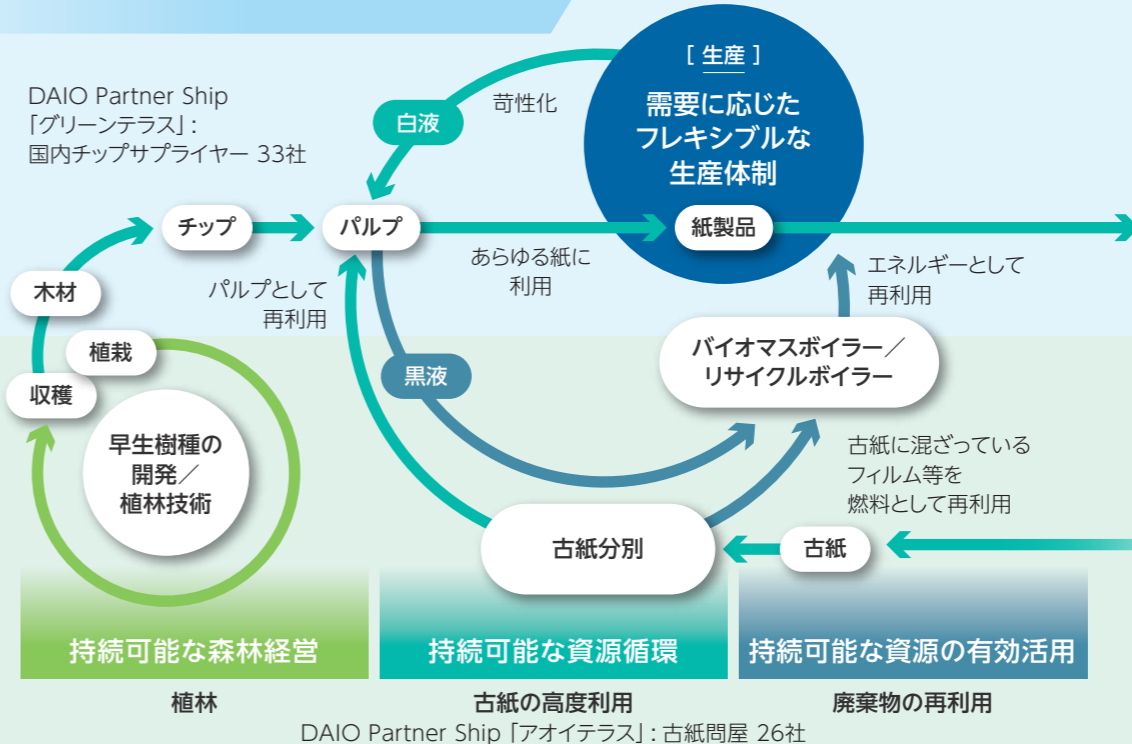 DAIO Partner Ship
「グリーンテラス」:
国内チップサプライヤー 33社
[ 生産 ]
需要に応じた
フレキシブルな
生産体制
苛性化
白液
チップ
パルプ
紙製品
あらゆる紙に
利用
エネルギーとして
再利用
木材
パルプとして
再利用
植栽
収穫
バイオマスボイラー／
リサイクルボイラー
黒液
早生樹種の
開発／
植林技術
古紙に混ざっている
フィルム等を
燃料として再利用
古紙分別
古紙
持続可能な森林経営
持続可能な資源循環
持続可能な資源の有効活用
植林
古紙の高度利用
廃棄物の再利用
DAIO Partner Ship 「アオイテラス」: 古紙問屋 26社